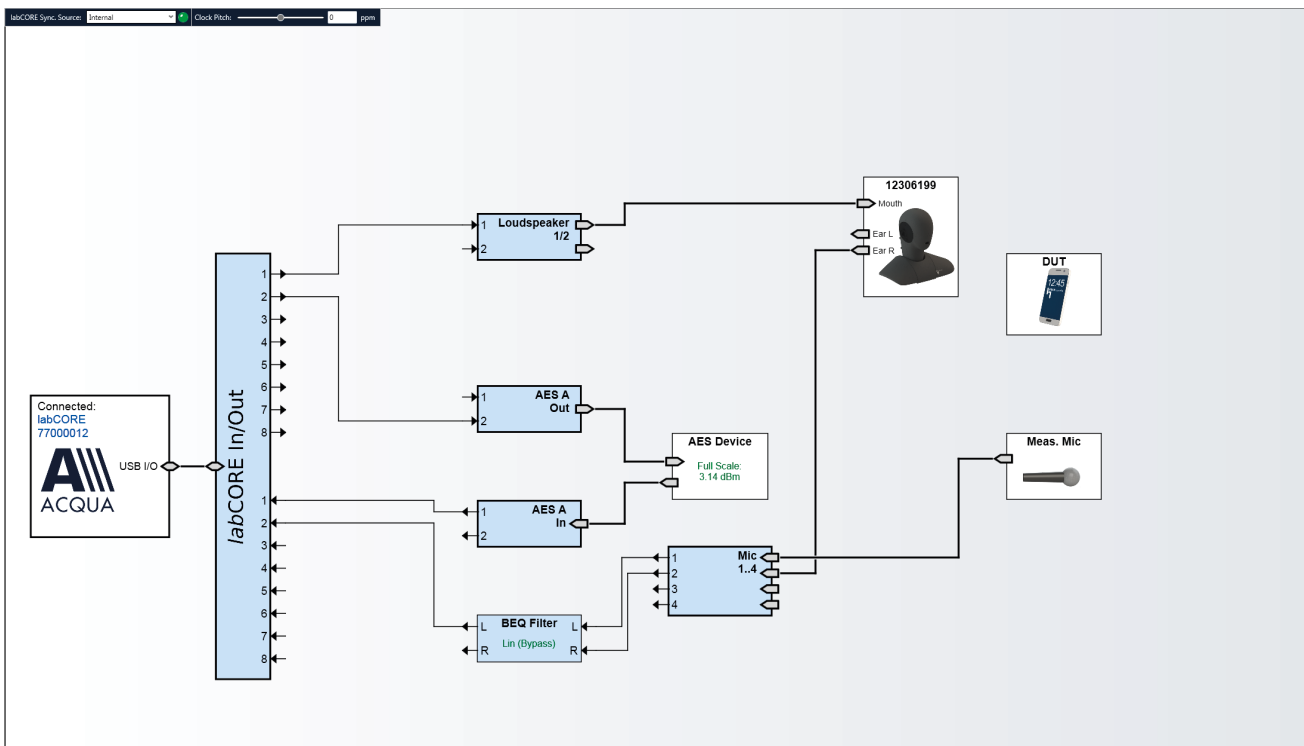 labCORE Sync. Source: Internal Clock Pitch: 0 ppm
12306199
Mouth
Ear L
Ear R
Loudspeaker
1/2
1
2
DUT
12:45
labCORE In/Out
1
2
3
4
5
6
7
8
1
2
3
4
5
6
7
8
AES A
Out
1
2
Connected:
labCORE
77000012
USB I/O
ACQUA
AES Device
Full Scale:
3.14 dBm
Meas. Mic
AES A
In
1
2
Mic
1..4
1
2
3
4
BEQ Filter
Lin (Bypass)
L
R
L
R